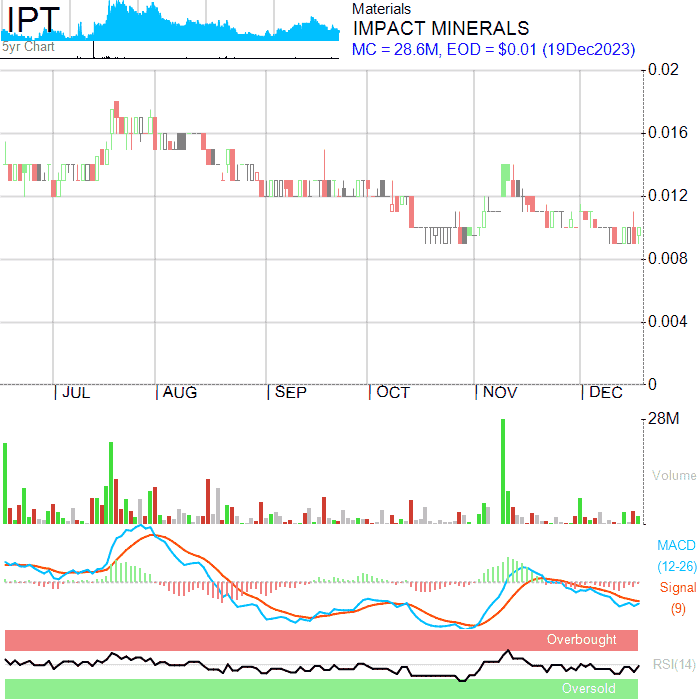 IPT
5yr Chart
Materials
IMPACT MINERALS
MC = 28.6M, EOD = $0.01 (19Dec2023)
0.02
0.016
0.012
0.008
0.004
0
JUL
AUG
SEP
OCT
NOV
DEC
28M
Volume
MACD
(12-26)
Signal
(9)
Overbought
RSI(14)
Oversold